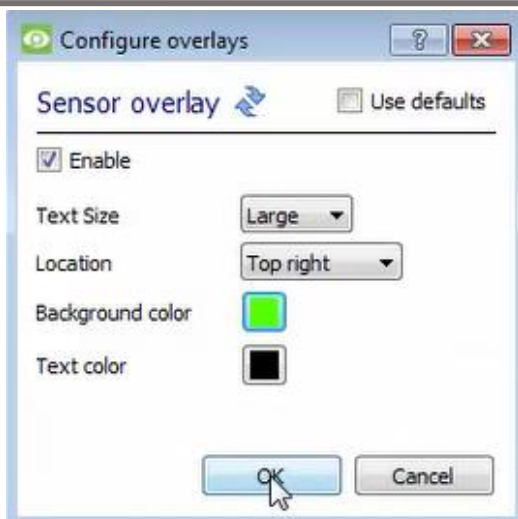 Configure overlays
Sensor overlay Use defaults
Enable
Text Size Large
Location Top right
Background color
Text color
OK Cancel